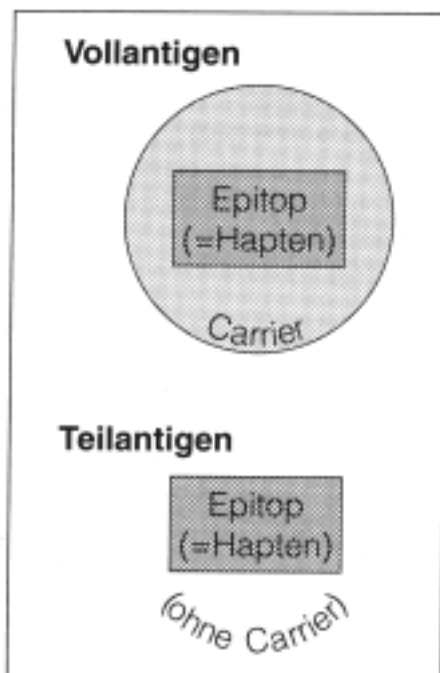 Vollantigen
Epitop
(=Hapten)
Carrier
Teilantigen
Epitop
(=Hapten)
(ohne Carrier)